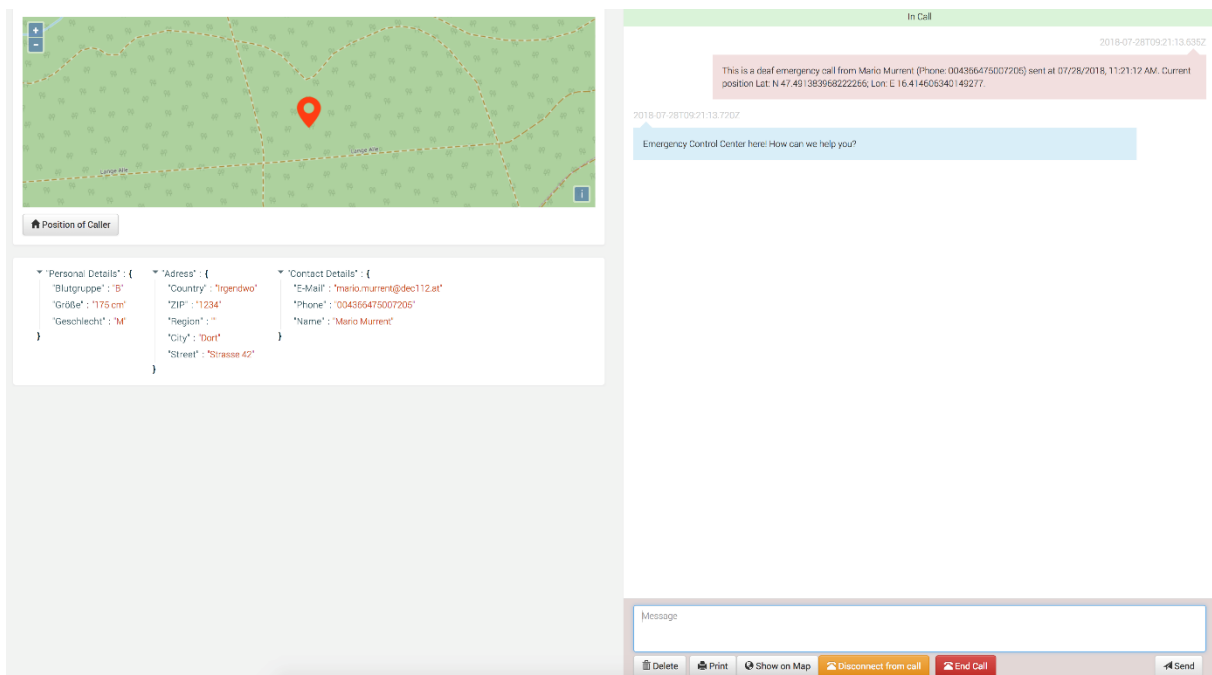 +
-
Lange Alle
Lange Alle
i
Position of Caller
"Personal Details" : {
"Blutgruppe" : "B"
"Größe" : "175 cm"
"Geschlecht" : "M"
}
"Adress" : {
"Country" : "Irgendwo"
"ZIP" : "1234"
"Region" : ""
"City" : "Dort"
"Street" : "Strasse 42"
}
"Contact Details" : {
"E-Mail" : "mario.murrent@dec112.at"
"Phone" : "004366475007205"
"Name" : "Mario Murrent"
}
In Call
2018-07-28T09:21:13.635Z
This is a deaf emergency call from Mario Murrent (Phone: 004366475007205) sent at 07/28/2018, 11:21:12 AM. Current
position Lat: N 47.491383968222266; Lon: E 16.414606340149277.
2018-07-28T09:21:13.720Z
Emergency Control Center here! How can we help you?
Message
Delete
Print
Show on Map
Disconnect from call
End Call
Send